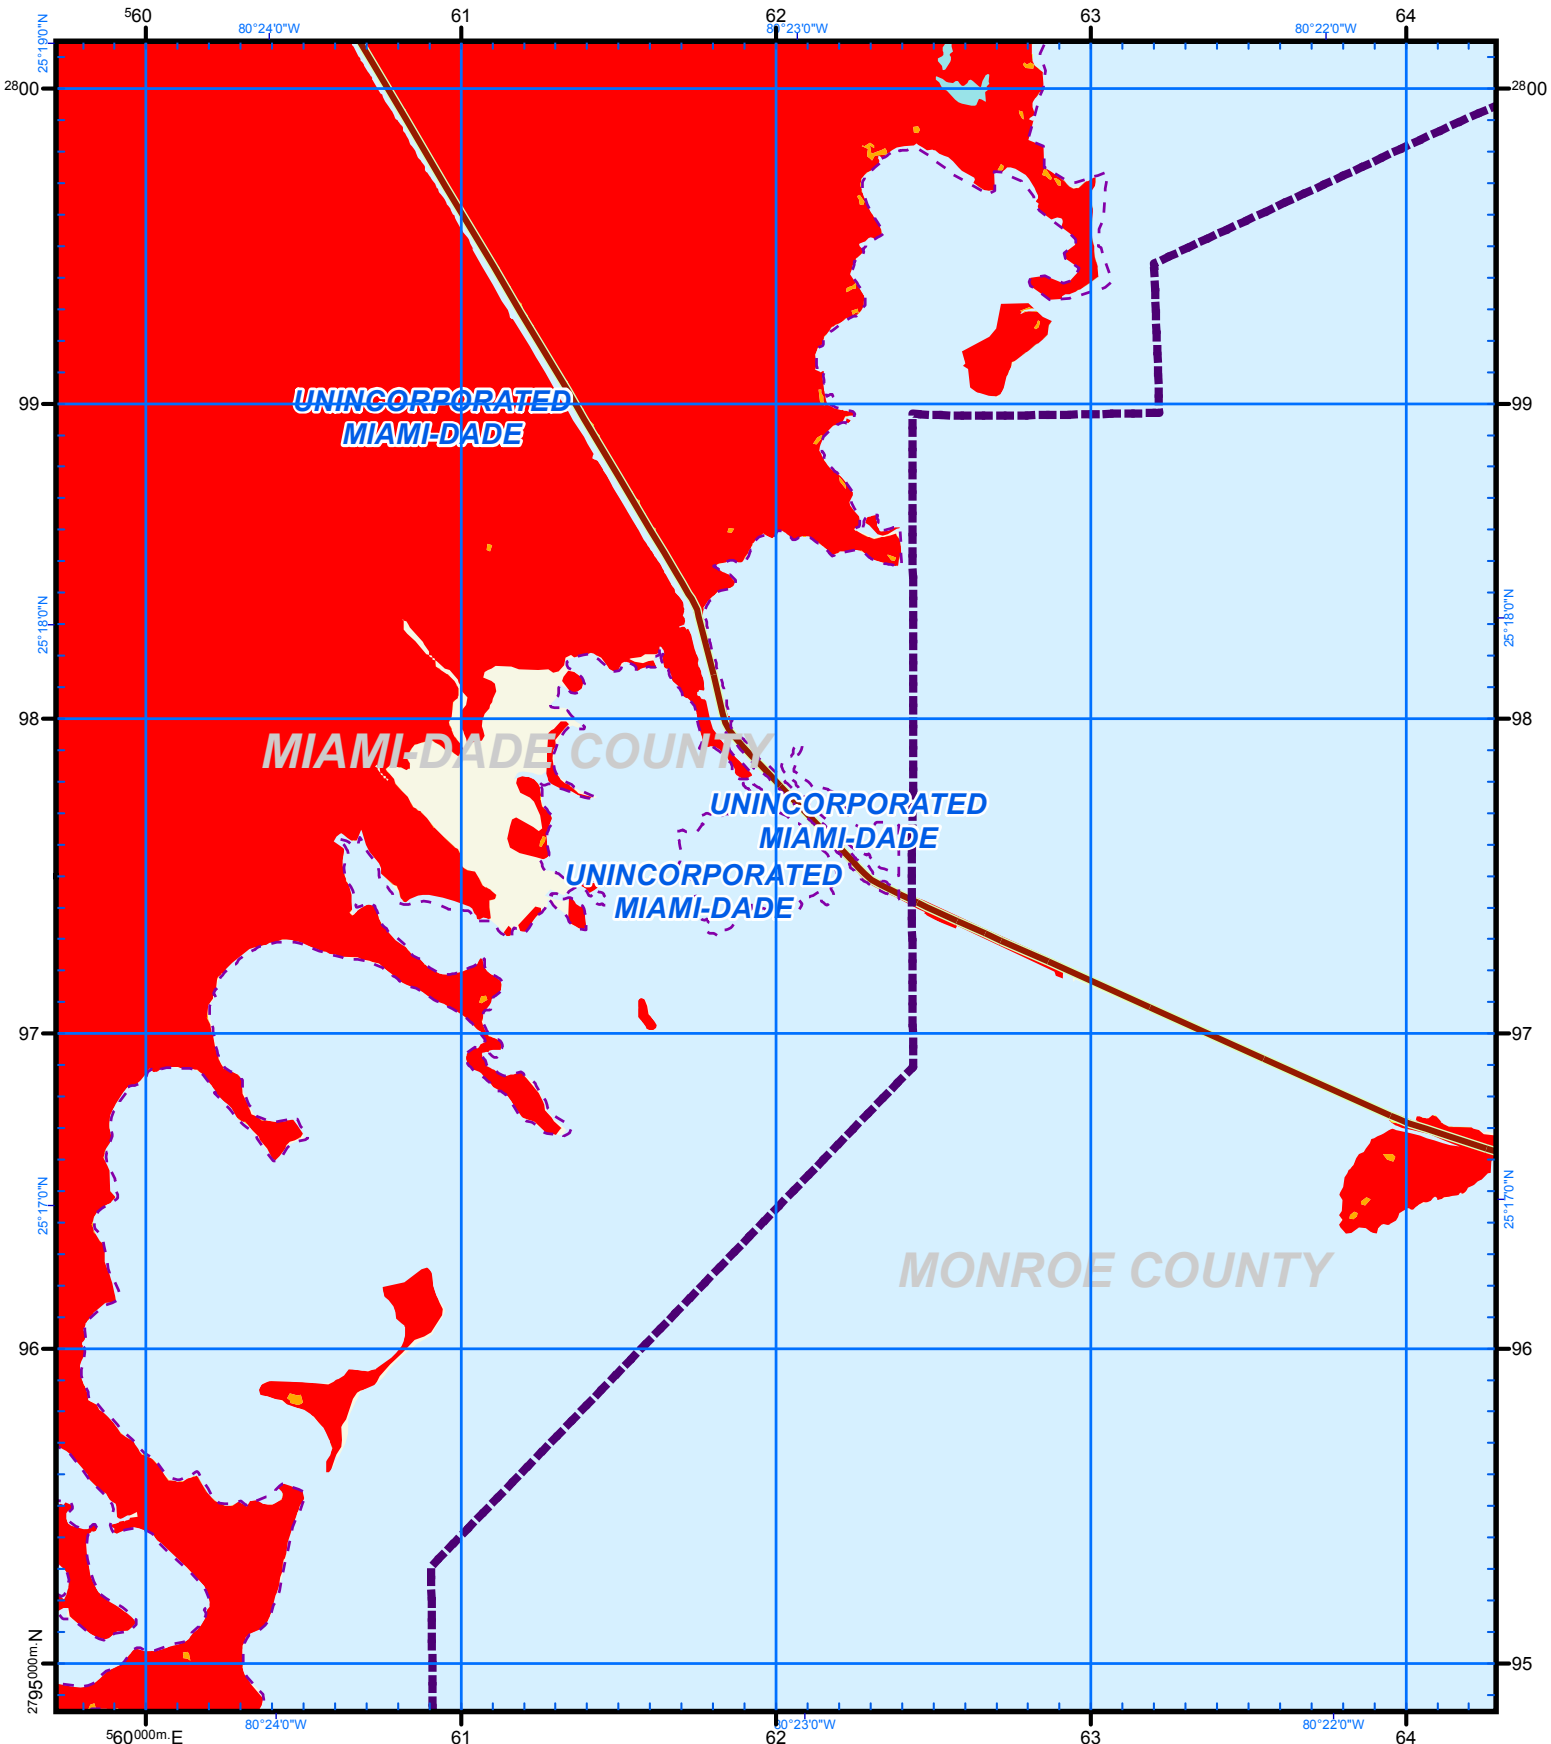 560 61 62 63 64
80°24'0"W 80°23'0"W 80°22'0"W
25°19'0"N
2800 2800
UNINCORPORATED
MIAMI-DADE
99 99
25°18'0"N 25°18'0"N
98 98
MIAMI-DADE COUNTY
UNINCORPORATED
MIAMI-DADE
UNINCORPORATED
MIAMI-DADE
97 97
25°17'0"N 25°17'0"N
MONROE COUNTY
96 96
2795000m. N 95
80°24'0"W 80°23'0"W 80°22'0"W
560000m. E 61 62 63 64